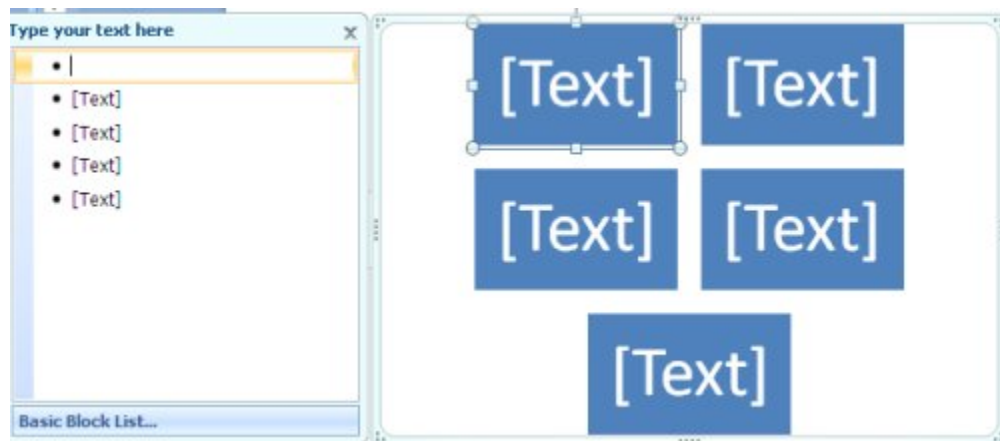 Type your text here
[Text]
[Text]
[Text]
[Text]
Basic Block List...
[Text] [Text]
[Text] [Text]
[Text]